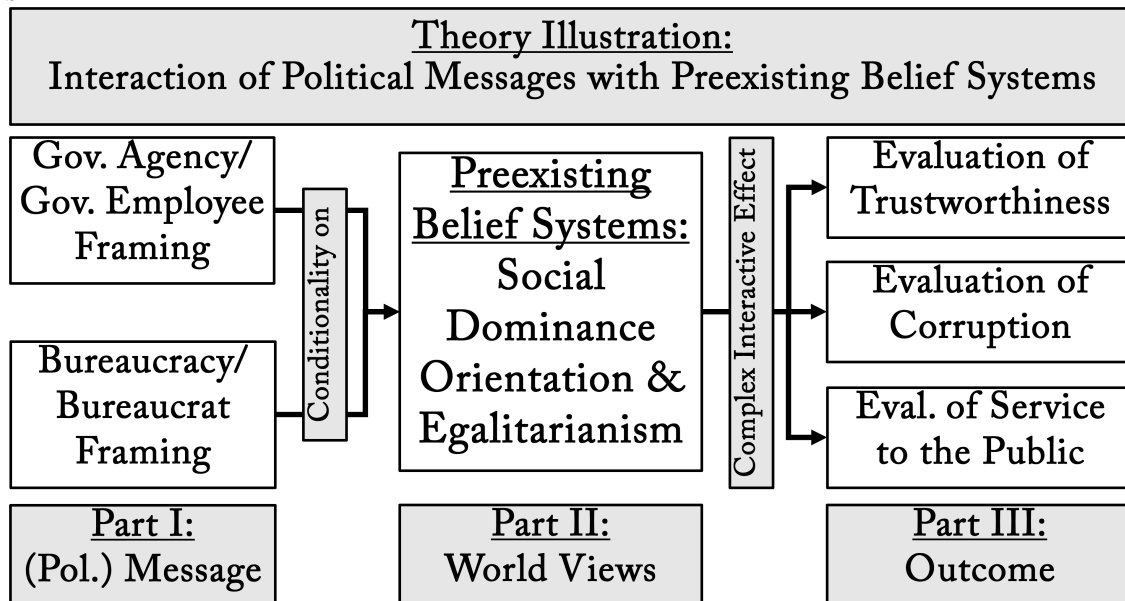 Theory Illustration:
Interaction of Political Messages with Preexisting Belief Systems
Gov. Agency/
Gov. Employee
Framing
Bureaucracy/
Bureaucrat
Framing
Conditionality on
Preexisting
Belief Systems:
Social
Dominance
Orientation &
Egalitarianism
Complex Interactive Effect
Evaluation of
Trustworthiness
Evaluation of
Corruption
Eval. of Service
to the Public
Part I:
(Pol.) Message
Part II:
World Views
Part III:
Outcome